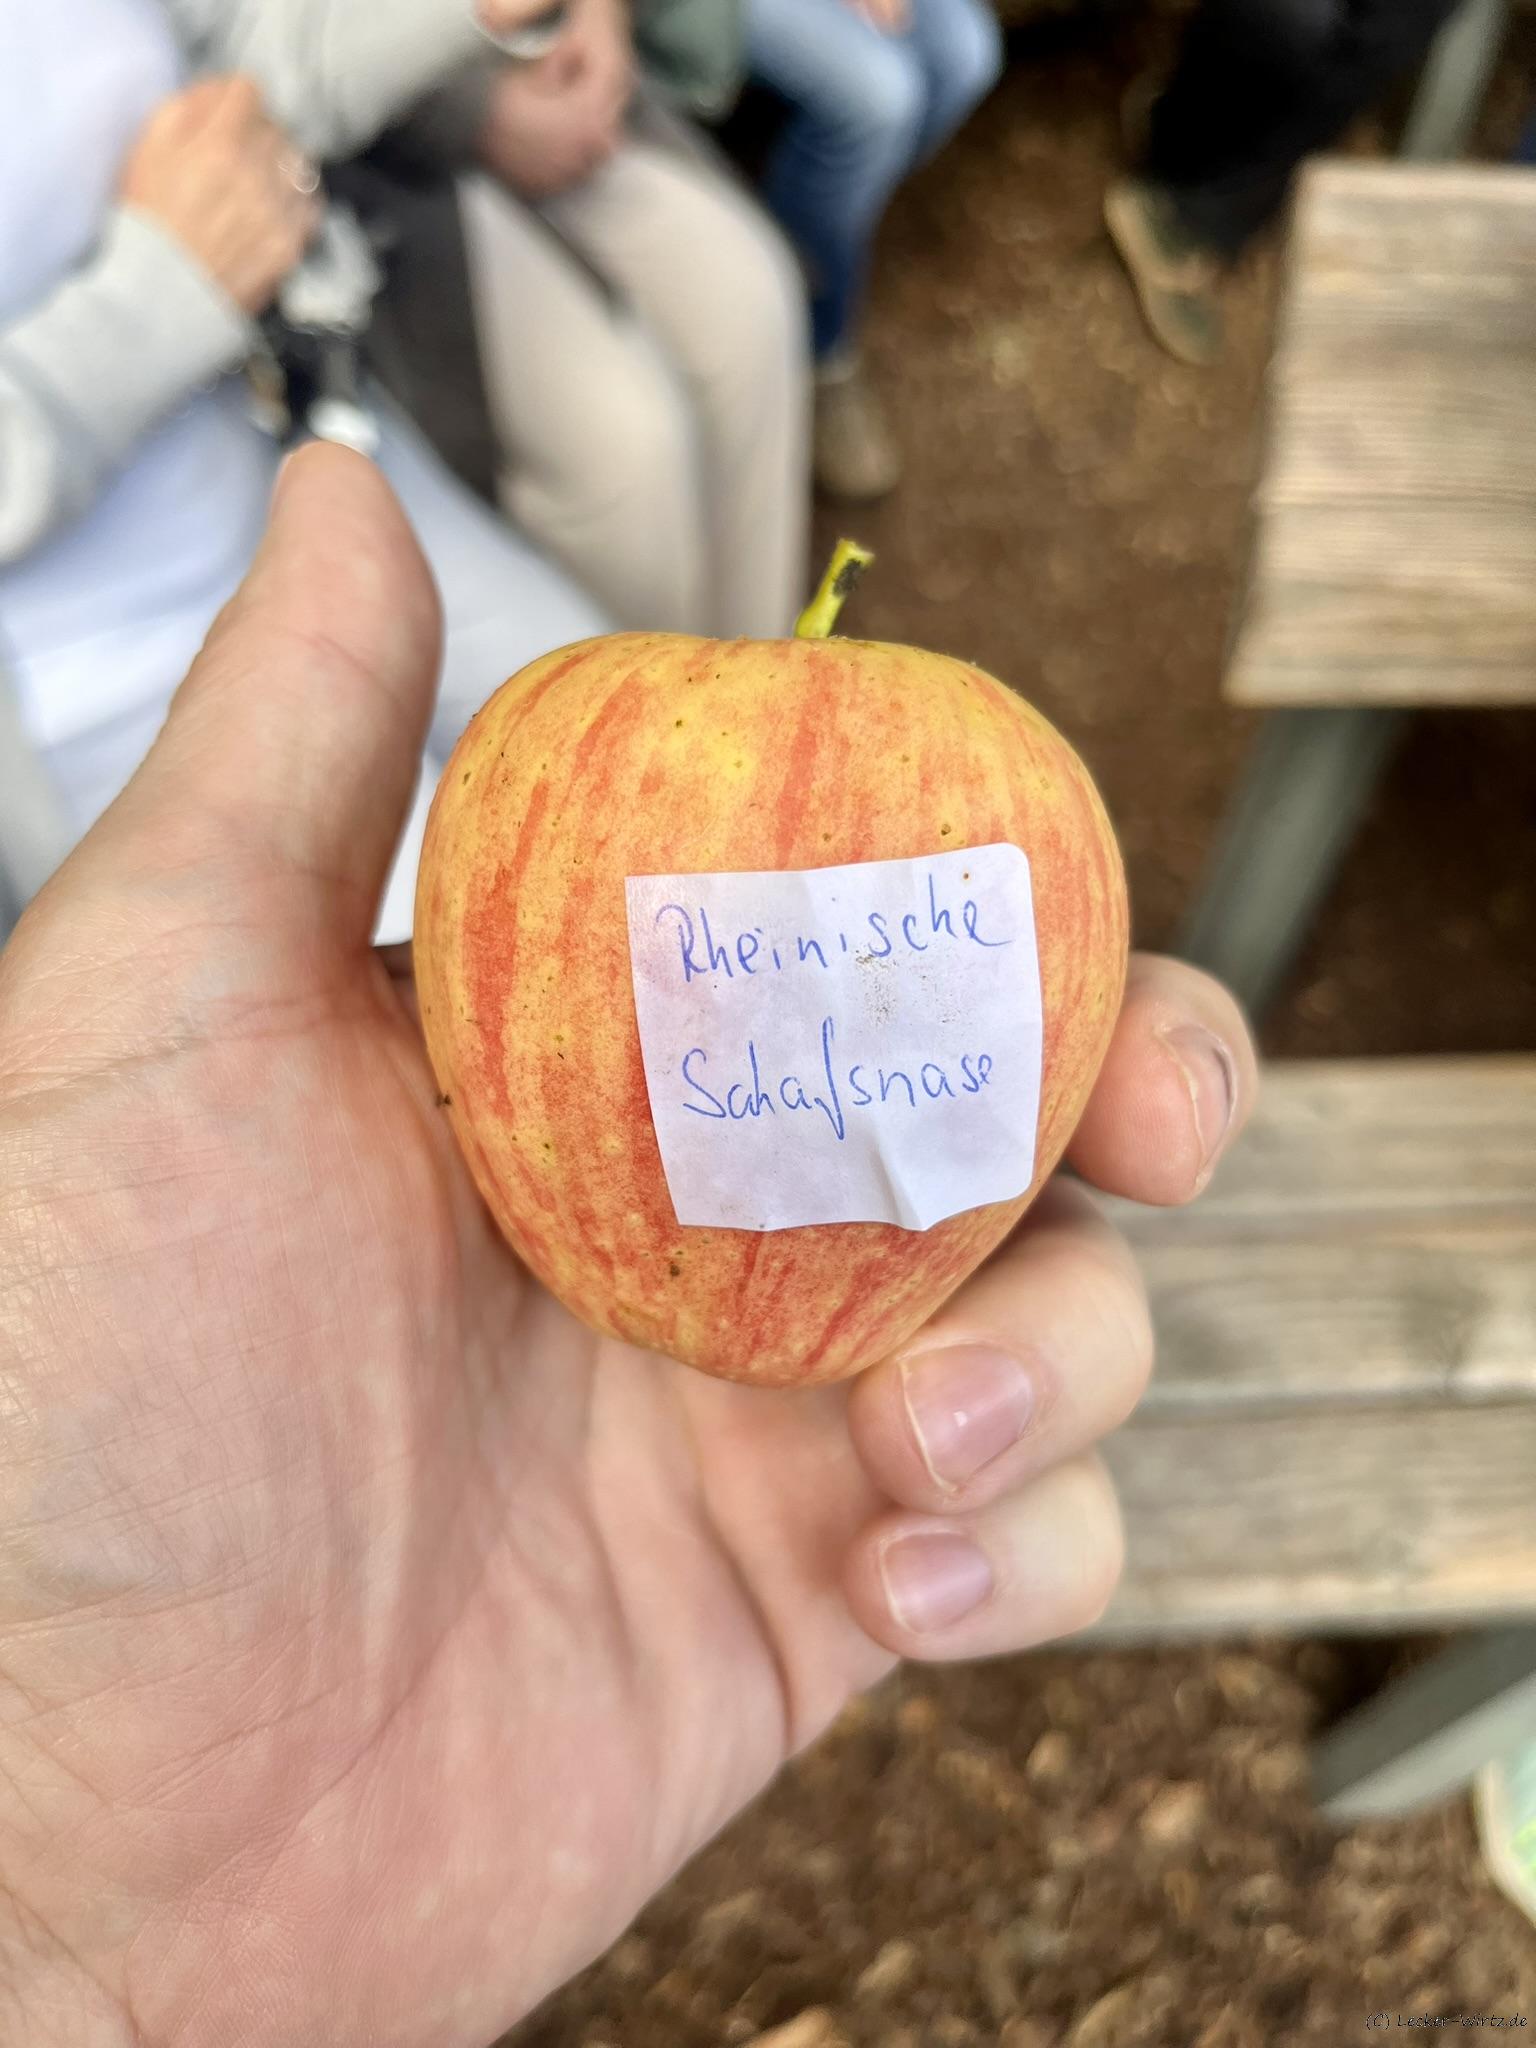 Rheinische
Schafsnase
(C) Lecker-Wirtz.de